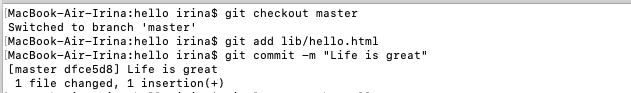 [MacBook-Air-Irina:hello irina$ git checkout master
Switched to branch 'master'
[MacBook-Air-Irina:hello irina$ git add lib/hello.html
[MacBook-Air-Irina:hello irina$ git commit -m "Life is great"
[master dfce5d8] Life is great
 1 file changed, 1 insertion(+)